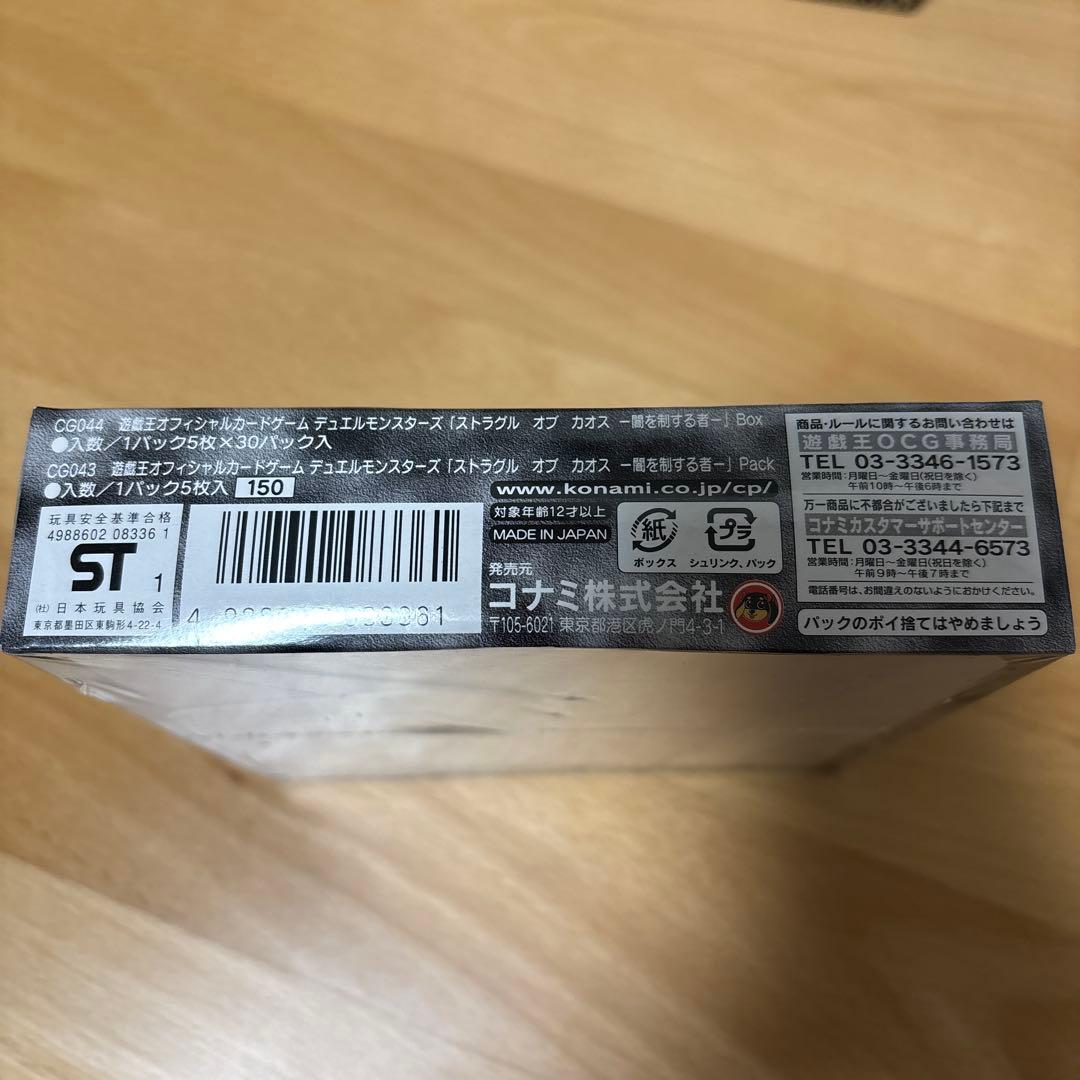 CG044 遊戯王オフィシャルカードゲーム デュエルモンスターズ「ストラグル オブ カオス −闇を制する者−」Box
●入数/1パック5枚×30パック入
CG043 遊戯王オフィシャルカードゲーム デュエルモンスターズ「ストラグル オブ カオス −闇を制する者−」Pack
●入数/1パック5枚入 150
玩具安全基準合格
4988602 08336 1
ST 1
(社)日本玩具協会
東京都墨田区東駒形4-22-4
www.konami.co.jp/cp/
対象年齢12才以上
MADE IN JAPAN
紙
ボックス
プラ
シュリンク、パック
発売元
コナミ株式会社
〒105-6021 東京都港区虎ノ門4-3-1
商品・ルールに関するお問い合わせは
遊戯王OCG事務局
TEL 03-3346-1573
営業時間:月曜日〜金曜日(祝日を除く)
午前10時〜午後6時まで
万一商品に不都合がございましたら下記まで
コナミカスタマーサポートセンター
TEL 03-3344-6573
営業時間:月曜日〜金曜日(祝日を除く)
午前9時〜午後7時まで
電話番号は、お間違えのないようにおかけください。
パックのポイ捨てはやめましょう